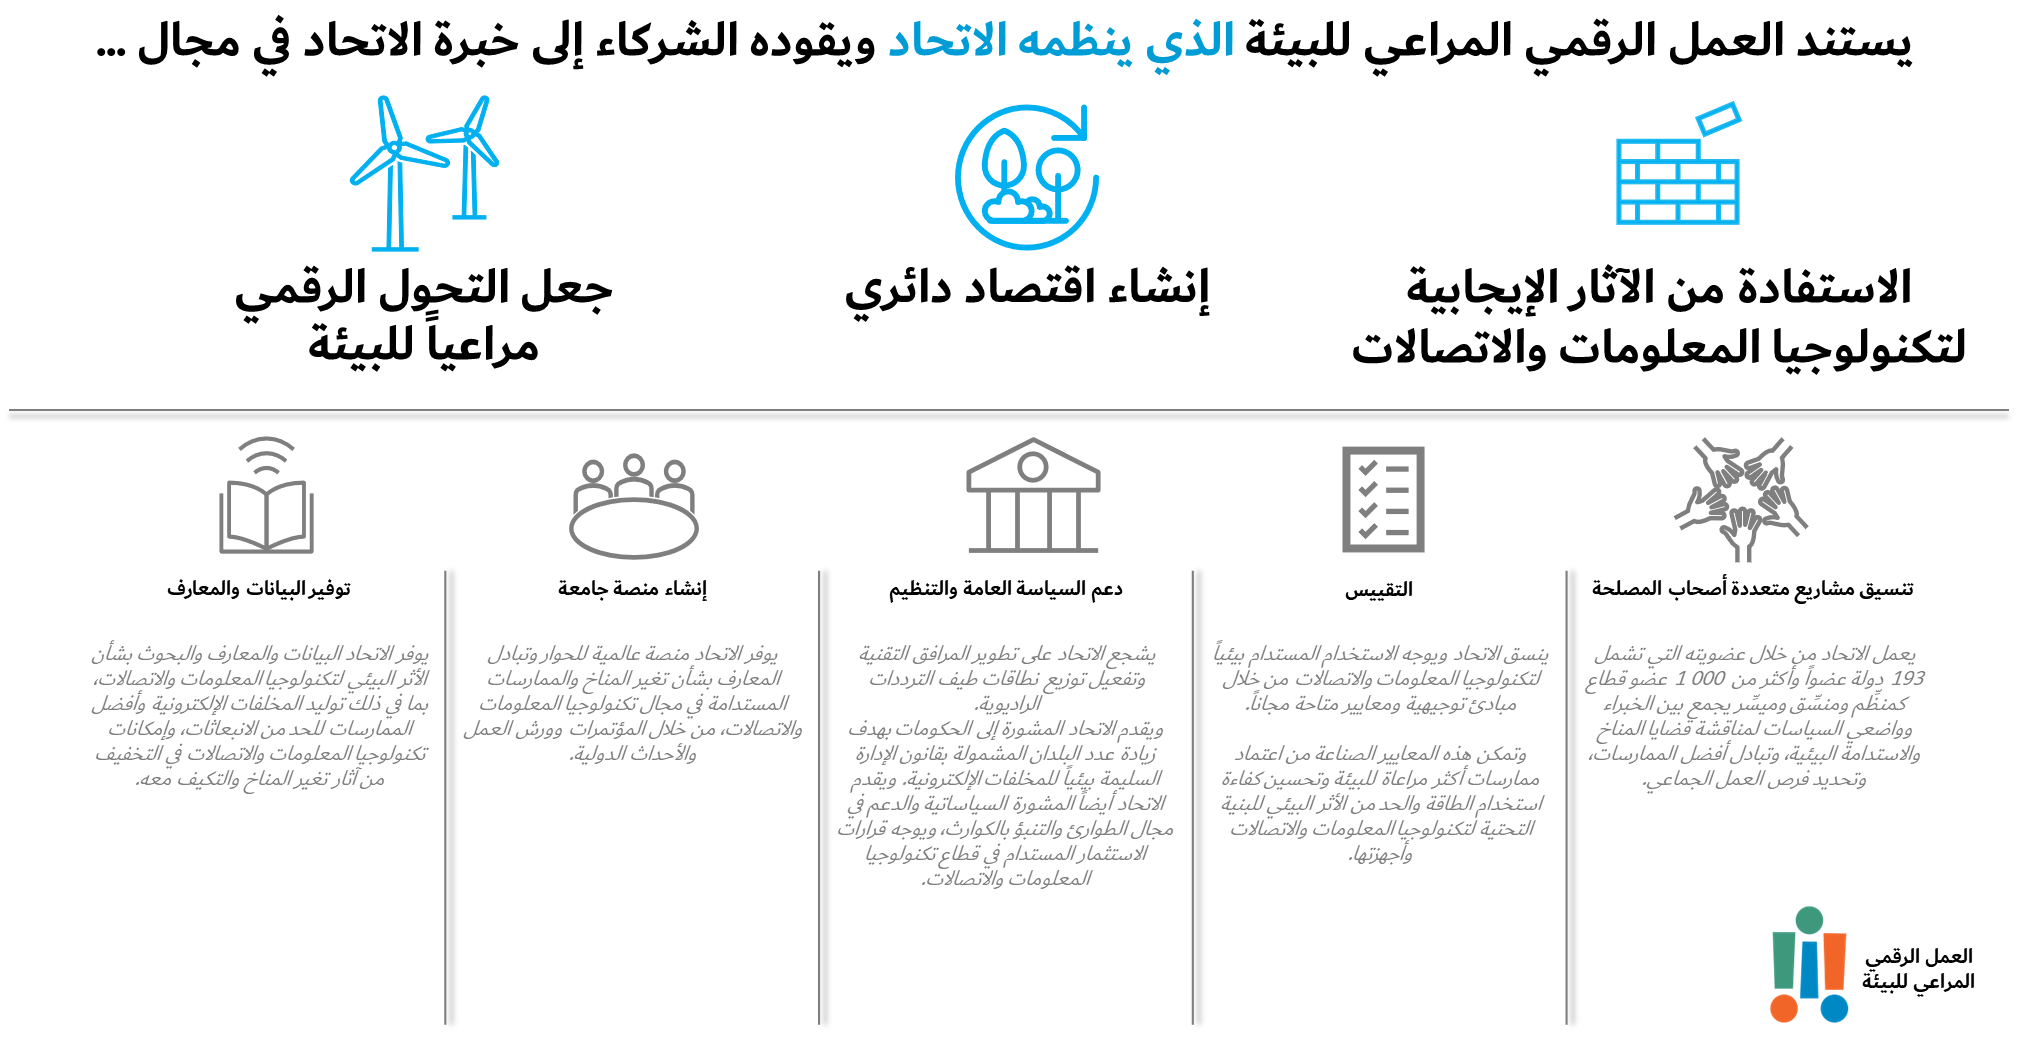 يستند العمل الرقمي المراعي للبيئة الذي ينظمه الاتحاد ويقوده الشركاء إلى خبرة الاتحاد في مجال ...
الاستفادة من الآثار الإيجابية
لتكنولوجيا المعلومات والاتصالات
إنشاء اقتصاد دائري
جعل التحول الرقمي
مراعياً للبيئة
تنسيق مشاريع متعددة أصحاب المصلحة
يعمل الاتحاد من خلال عضويته التي تشمل
193 دولة عضواً وأكثر من 000 1 عضو قطاع
كمنظِّم ومنسِّق وميسِّر يجمع بين الخبراء
وواضعي السياسات لمناقشة قضايا المناخ
والاستدامة البيئية، وتبادل أفضل الممارسات،
وتحديد فرص العمل الجماعي.
التقييس
ينسق الاتحاد ويوجه الاستخدام المستدام بيئياً
لتكنولوجيا المعلومات والاتصالات من خلال
مبادئ توجيهية ومعايير متاحة مجاناً.
وتمكن هذه المعايير الصناعة من اعتماد
ممارسات أكثر مراعاة للبيئة وتحسين كفاءة
استخدام الطاقة والحد من الأثر البيئي للبنية
التحتية لتكنولوجيا المعلومات والاتصالات
وأجهزتها.
دعم السياسة العامة والتنظيم
يشجع الاتحاد على تطوير المرافق التقنية
وتفعيل توزيع نطاقات طيف الترددات
الراديوية.
ويقدم الاتحاد المشورة إلى الحكومات بهدف
زيادة عدد البلدان المشمولة بقانون الإدارة
السليمة بيئياً للمخلفات الإلكترونية. ويقدم
الاتحاد أيضاً المشورة السياساتية والدعم في
مجال الطوارئ والتنبؤ بالكوارث، ويوجه قرارات
الاستثمار المستدام في قطاع تكنولوجيا
المعلومات والاتصالات.
إنشاء منصة جامعة
يوفر الاتحاد منصة عالمية للحوار وتبادل
المعارف بشأن تغير المناخ والممارسات
المستدامة في مجال تكنولوجيا المعلومات
والاتصالات، من خلال المؤتمرات وورش العمل
والأحداث الدولية.
توفير البيانات والمعارف
يوفر الاتحاد البيانات والمعارف والبحوث بشأن
الأثر البيئي لتكنولوجيا المعلومات والاتصالات،
بما في ذلك توليد المخلفات الإلكترونية وأفضل
الممارسات للحد من الانبعاثات، وإمكانات
تكنولوجيا المعلومات والاتصالات في التخفيف
من آثار تغير المناخ والتكيف معه.
العمل الرقمي
المراعي للبيئة